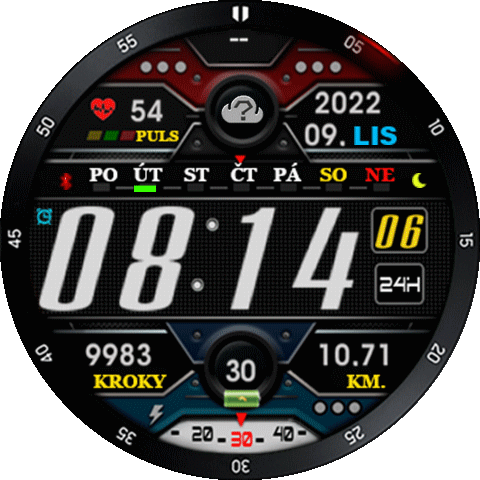 55
05
--
50
10
54
PULS
2022
09. LIS
PO ÚT ST ČT PÁ SO NE
45
15
08:14
06
24H
40
20
9983
KROKY
30
10.71
KM.
35
25
- 20 - 30 - 40 -
30